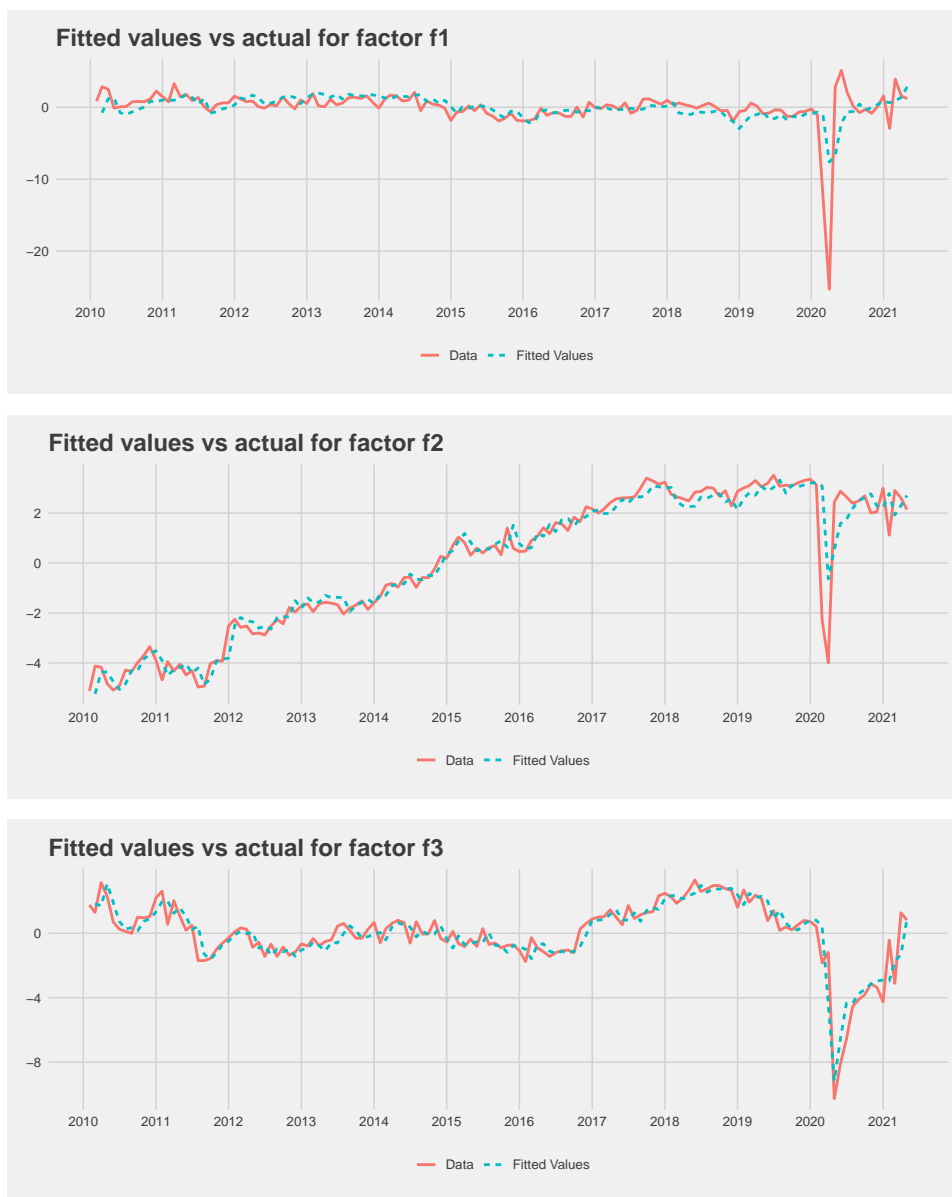 Fitted values vs actual for factor f1
0
−10
−20
2010 2011 2012 2013 2014 2015 2016 2017 2018 2019 2020 2021
Data Fitted Values
Fitted values vs actual for factor f2
2
0
−2
−4
2010 2011 2012 2013 2014 2015 2016 2017 2018 2019 2020 2021
Data Fitted Values
Fitted values vs actual for factor f3
0
−4
−8
2010 2011 2012 2013 2014 2015 2016 2017 2018 2019 2020 2021
Data Fitted Values